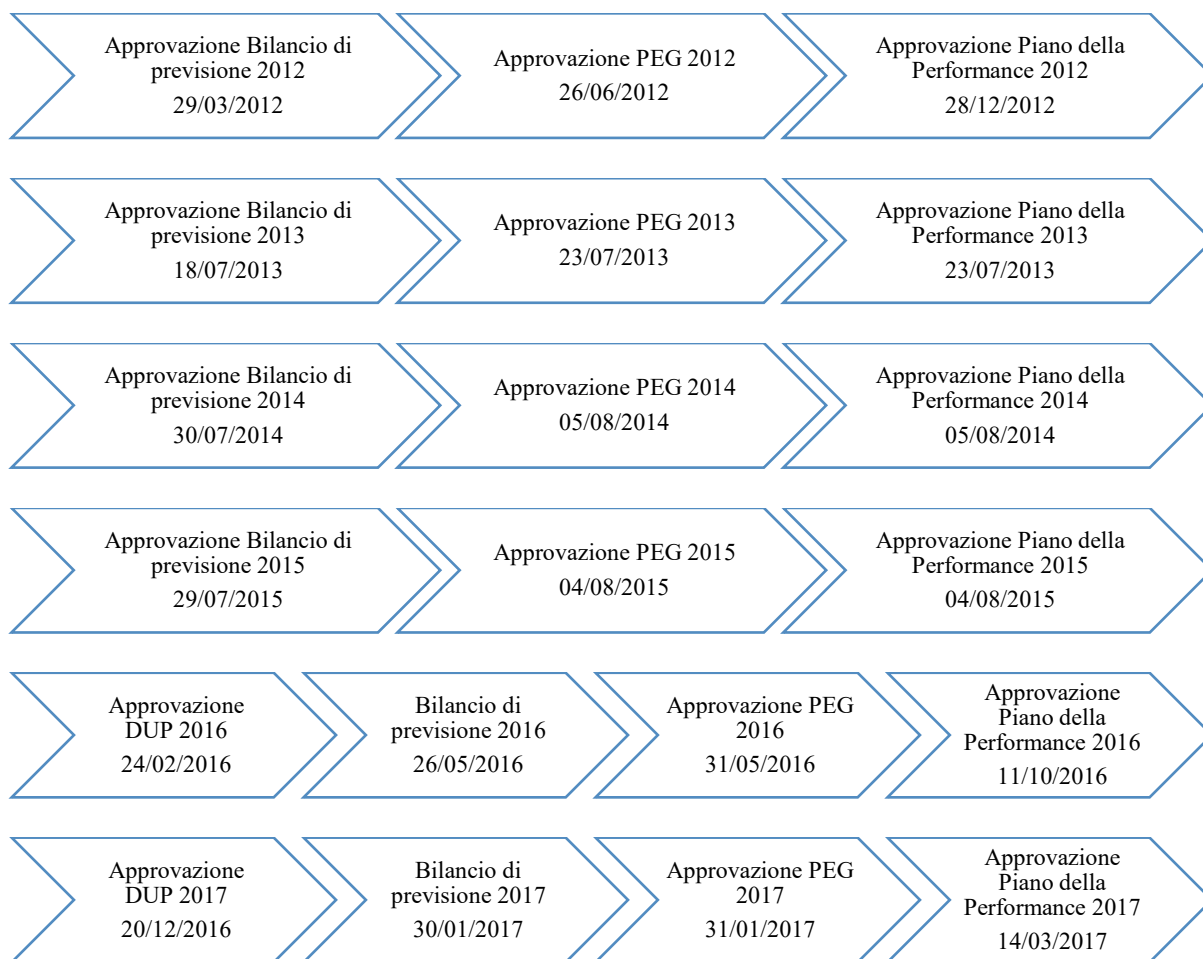 Approvazione Bilancio di
previsione 2012
29/03/2012
Approvazione PEG 2012
26/06/2012
Approvazione Piano della
Performance 2012
28/12/2012
Approvazione Bilancio di
previsione 2013
18/07/2013
Approvazione PEG 2013
23/07/2013
Approvazione Piano della
Performance 2013
23/07/2013
Approvazione Bilancio di
previsione 2014
30/07/2014
Approvazione PEG 2014
05/08/2014
Approvazione Piano della
Performance 2014
05/08/2014
Approvazione Bilancio di
previsione 2015
29/07/2015
Approvazione PEG 2015
04/08/2015
Approvazione Piano della
Performance 2015
04/08/2015
Approvazione
DUP 2016
24/02/2016
Bilancio di
previsione 2016
26/05/2016
Approvazione PEG
2016
31/05/2016
Approvazione
Piano della
Performance 2016
11/10/2016
Approvazione
DUP 2017
20/12/2016
Bilancio di
previsione 2017
30/01/2017
Approvazione PEG
2017
31/01/2017
Approvazione
Piano della
Performance 2017
14/03/2017